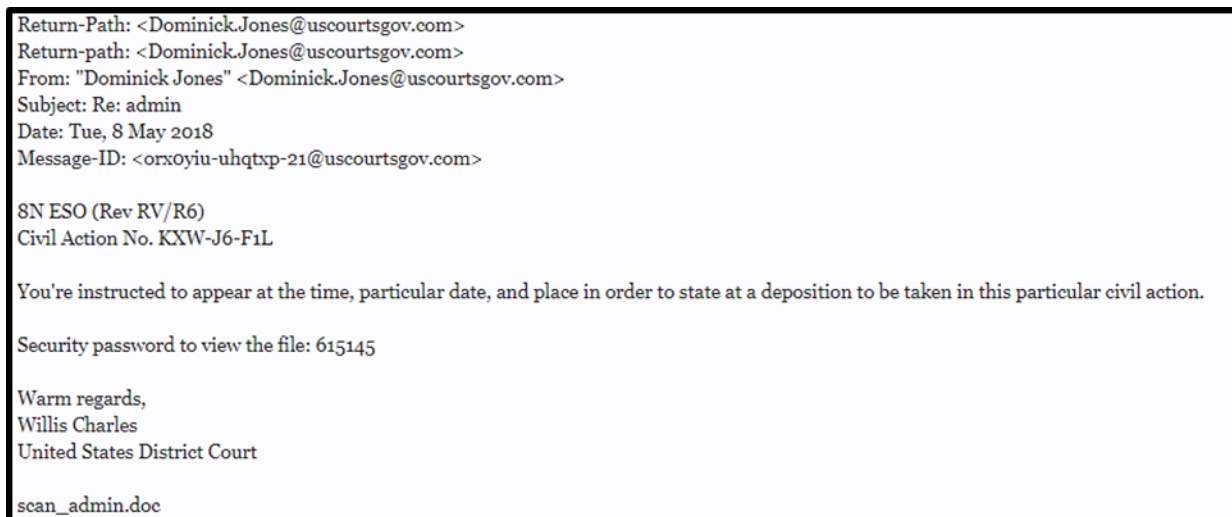 Return-Path: <Dominick.Jones@uscourtsgov.com>
Return-path: <Dominick.Jones@uscourtsgov.com>
From: "Dominick Jones" <Dominick.Jones@uscourtsgov.com>
Subject: Re: admin
Date: Tue, 8 May 2018
Message-ID: <orx0yiu-uhqtxp-21@uscourtsgov.com>
8N ESO (Rev RV/R6)
Civil Action No. KXW-J6-F1L
You're instructed to appear at the time, particular date, and place in order to state at a deposition to be taken in this particular civil action.
Security password to view the file: 615145
Warm regards,
Willis Charles
United States District Court
scan_admin.doc